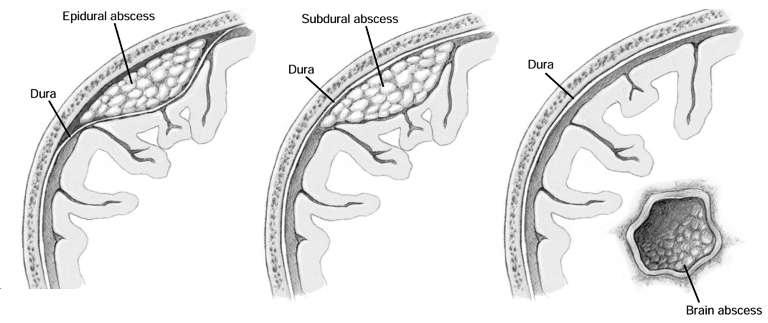 Epidural abscess
Dura
Subdural abscess
Dura
Dura
Brain abscess